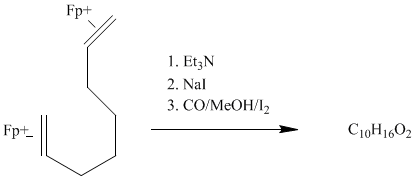 Fp+
1. Et₃N
2. NaI
3. CO/MeOH/I₂
Fp+
C₁₀H₁₆O₂